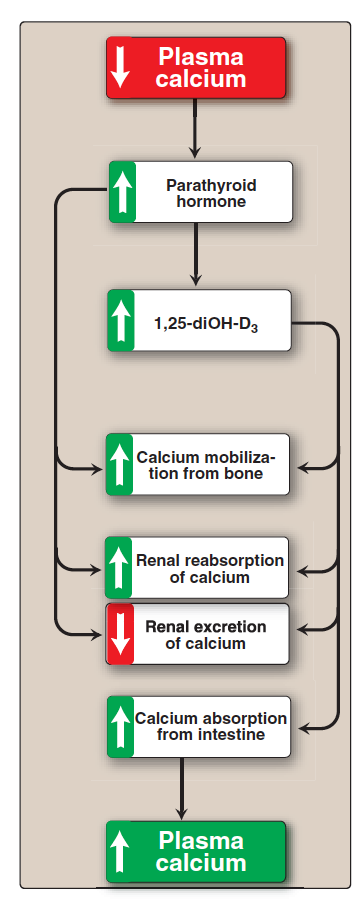 Plasma
calcium
Parathyroid
hormone
1,25-diOH-D₃
Calcium mobiliza-
tion from bone
Renal reabsorption
of calcium
Renal excretion
of calcium
Calcium absorption
from intestine
Plasma
calcium